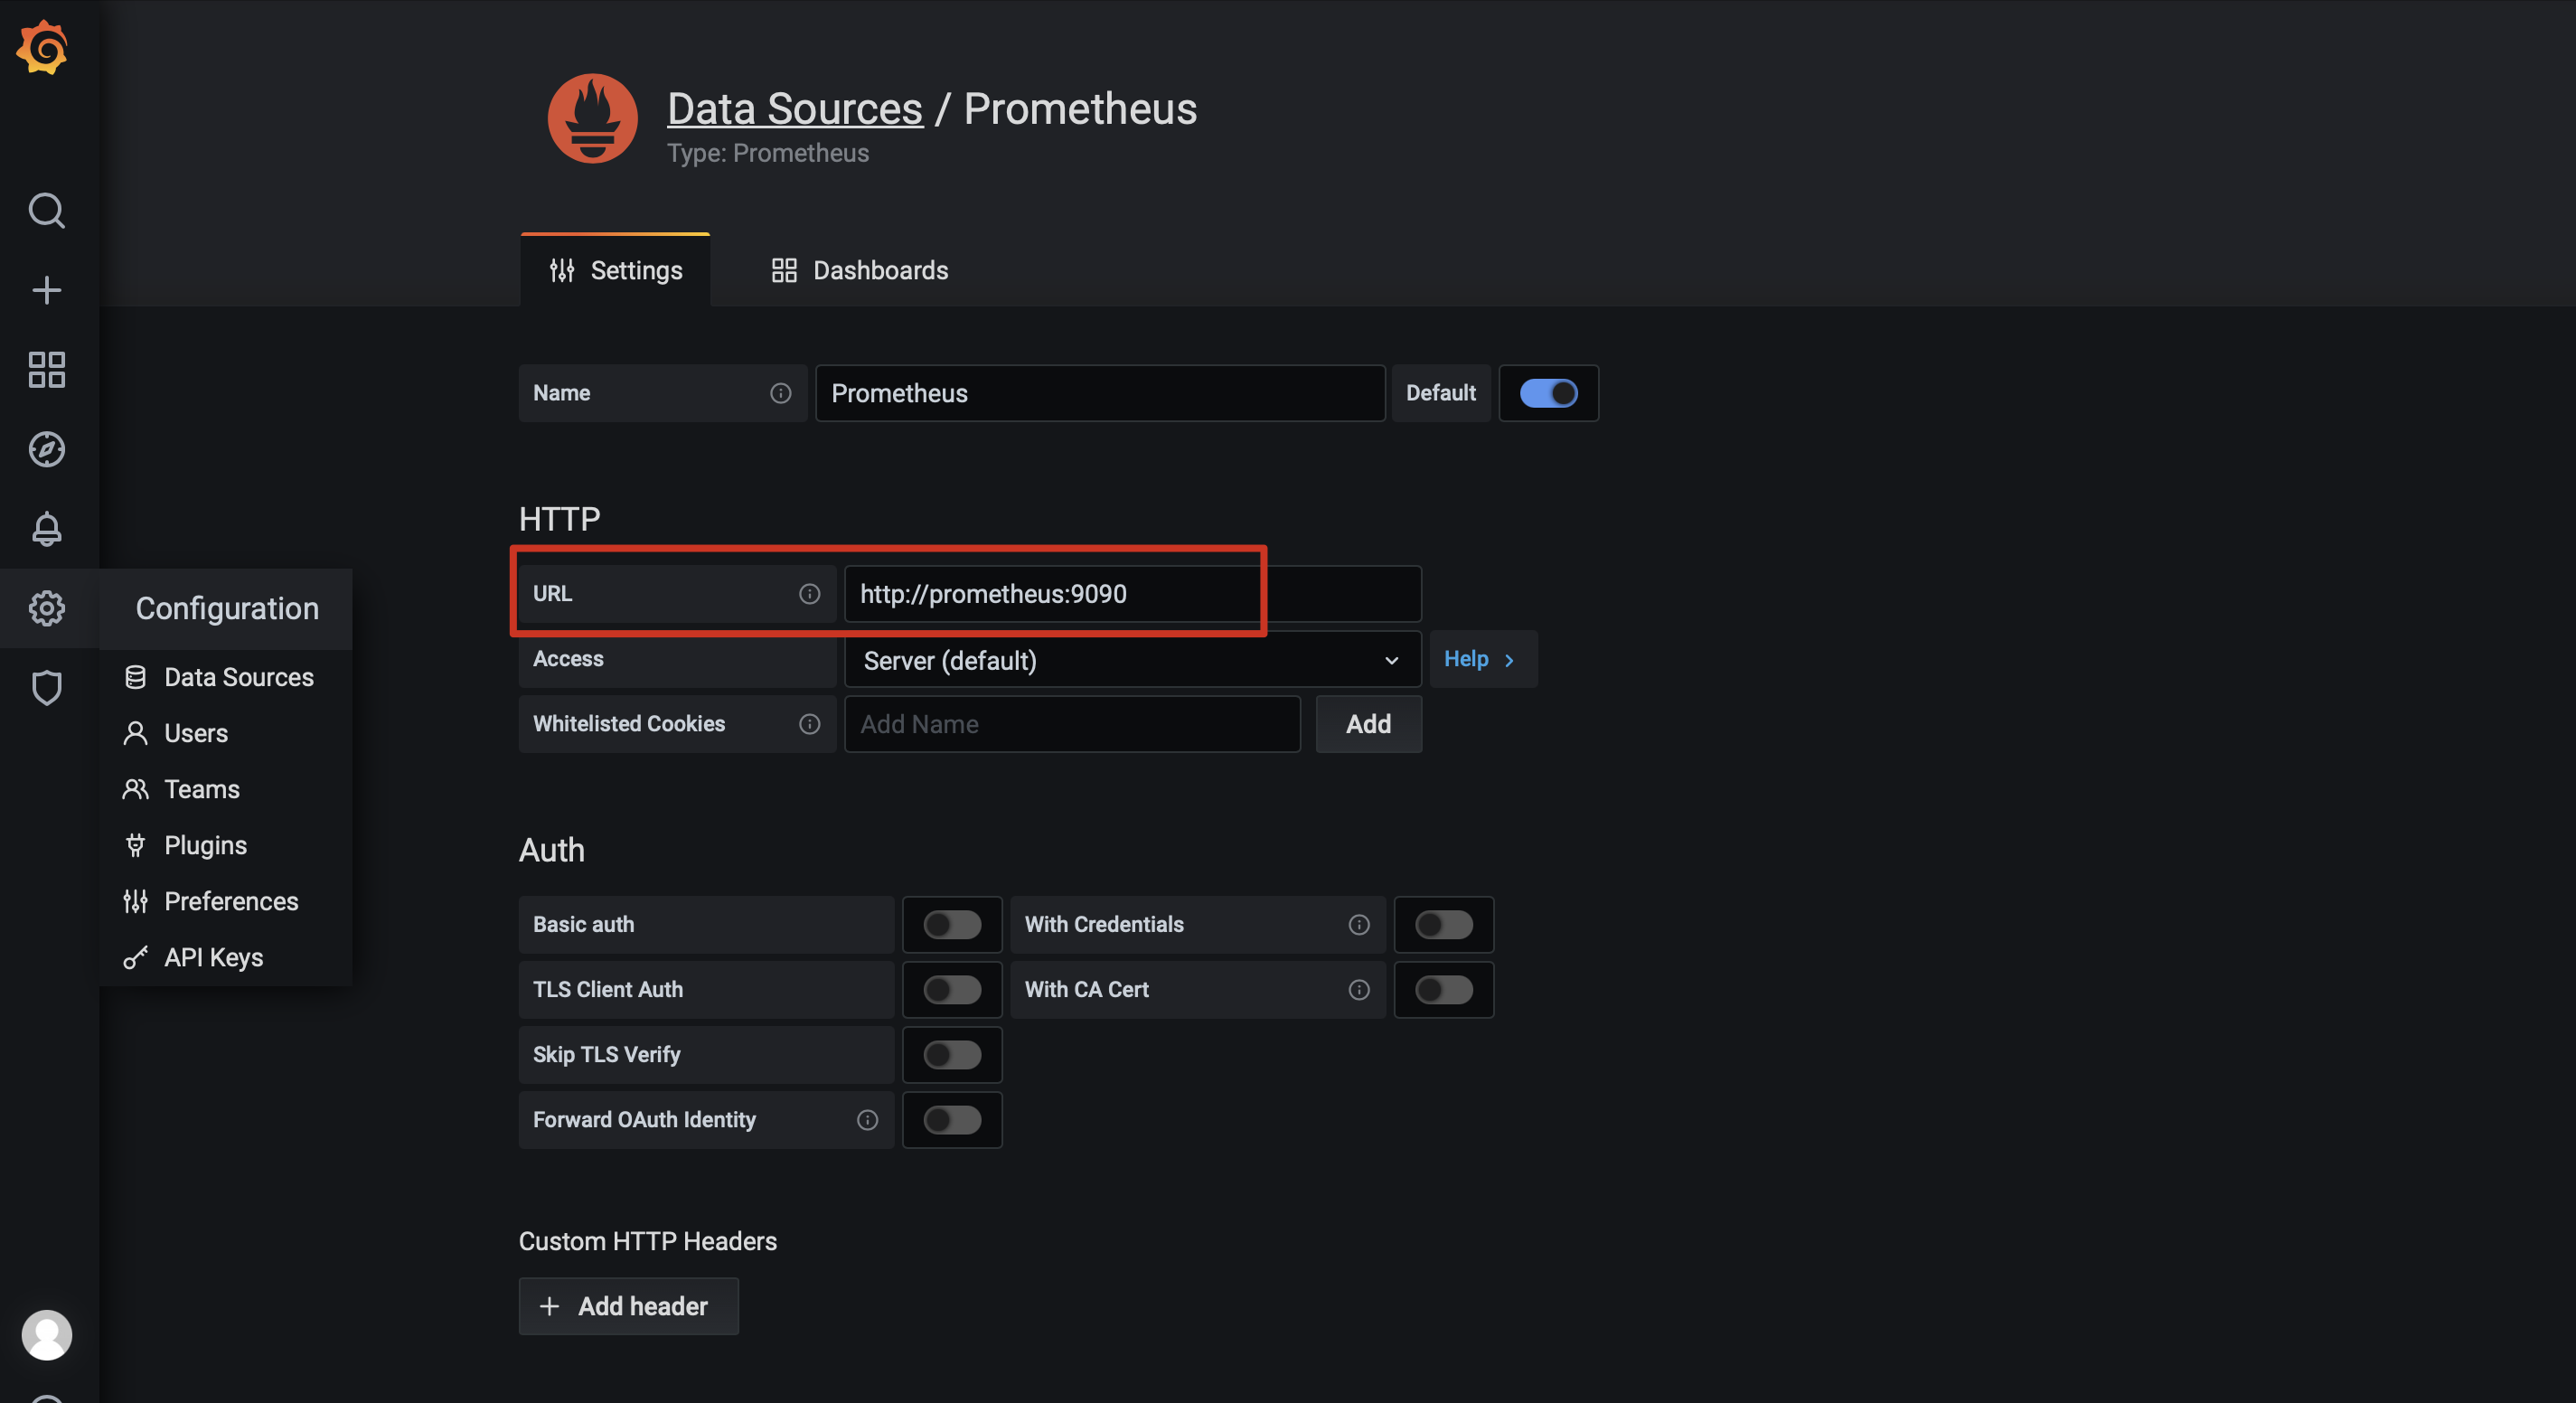 Data Sources / Prometheus
Type: Prometheus
Settings
Dashboards
Name
Prometheus
Default
HTTP
URL
http://prometheus:9090
Access
Server (default)
Help
Whitelisted Cookies
Add Name
Add
Configuration
Data Sources
Users
Teams
Plugins
Preferences
API Keys
Auth
Basic auth
With Credentials
TLS Client Auth
With CA Cert
Skip TLS Verify
Forward OAuth Identity
Custom HTTP Headers
Add header